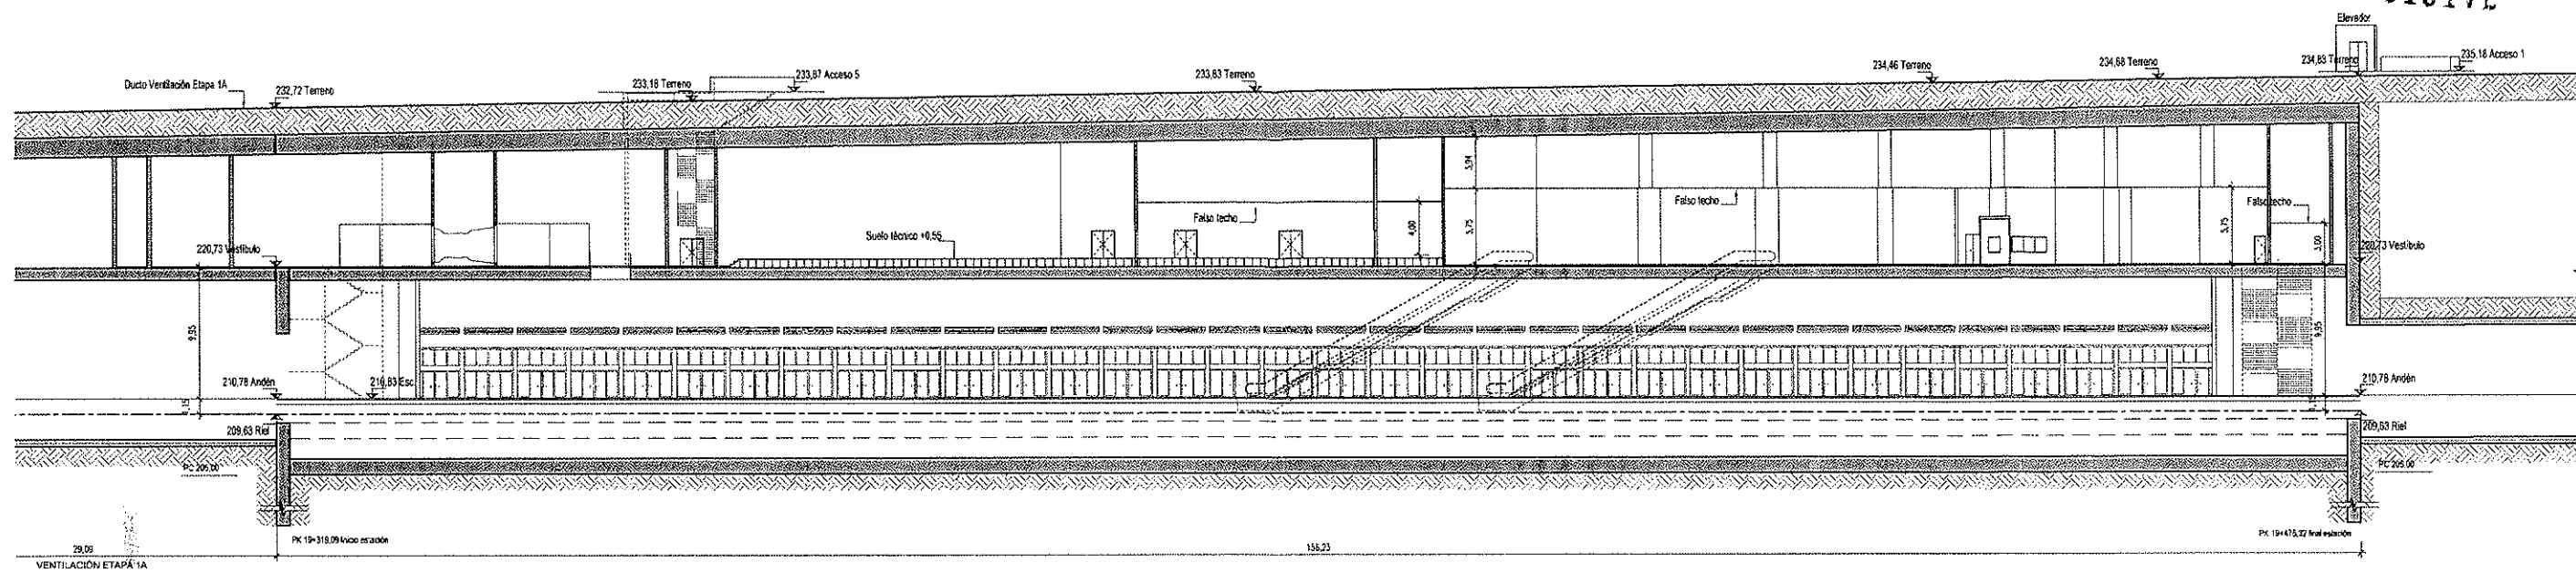 Elevador
235,18 Acceso 1
234,83 Terreno
234,68 Terreno
234,46 Terreno
233,83 Terreno
233,87 Acceso 5
233,18 Terreno
Ducto Ventilación Etapa 1A
232,72 Terreno
Falso techo
Falso techo
Falso techo
4,00
5,75
5,75
3,00
Suelo técnico +0,55
220,73 Vestíbulo
220,73 Vestíbulo
9,95
9,95
210,78 Andén
210,83 Esc
210,78 Andén
1,15
209,63 Riel
209,63 Riel
PC 205,00
PC 205,00
PK 19+319,09 Inicio estación
PK 19+475,32 final estación
29,09
156,23
VENTILACIÓN ETAPA 1A